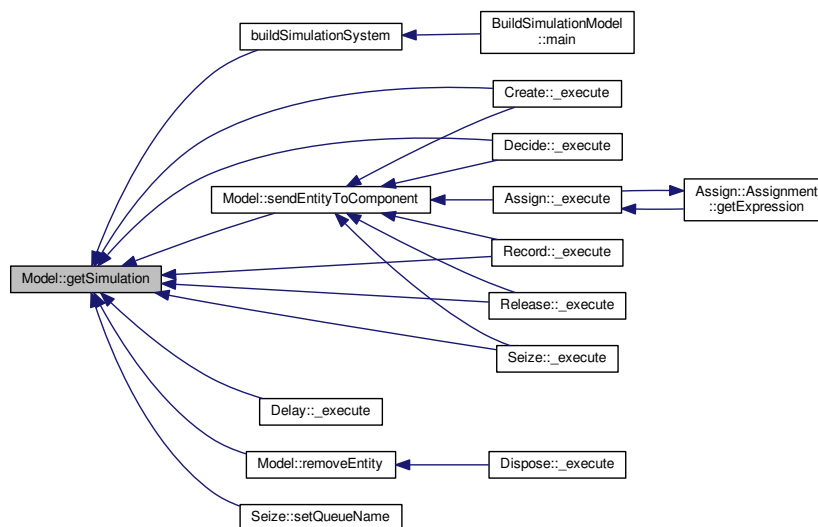 buildSimulationSystem
BuildSimulationModel
::main
Create::_execute
Decide::_execute
Model::sendEntityToComponent
Assign::_execute
Assign::Assignment
::getExpression
Record::_execute
Model::getSimulation
Release::_execute
Seize::_execute
Delay::_execute
Model::removeEntity
Dispose::_execute
Seize::setQueueName